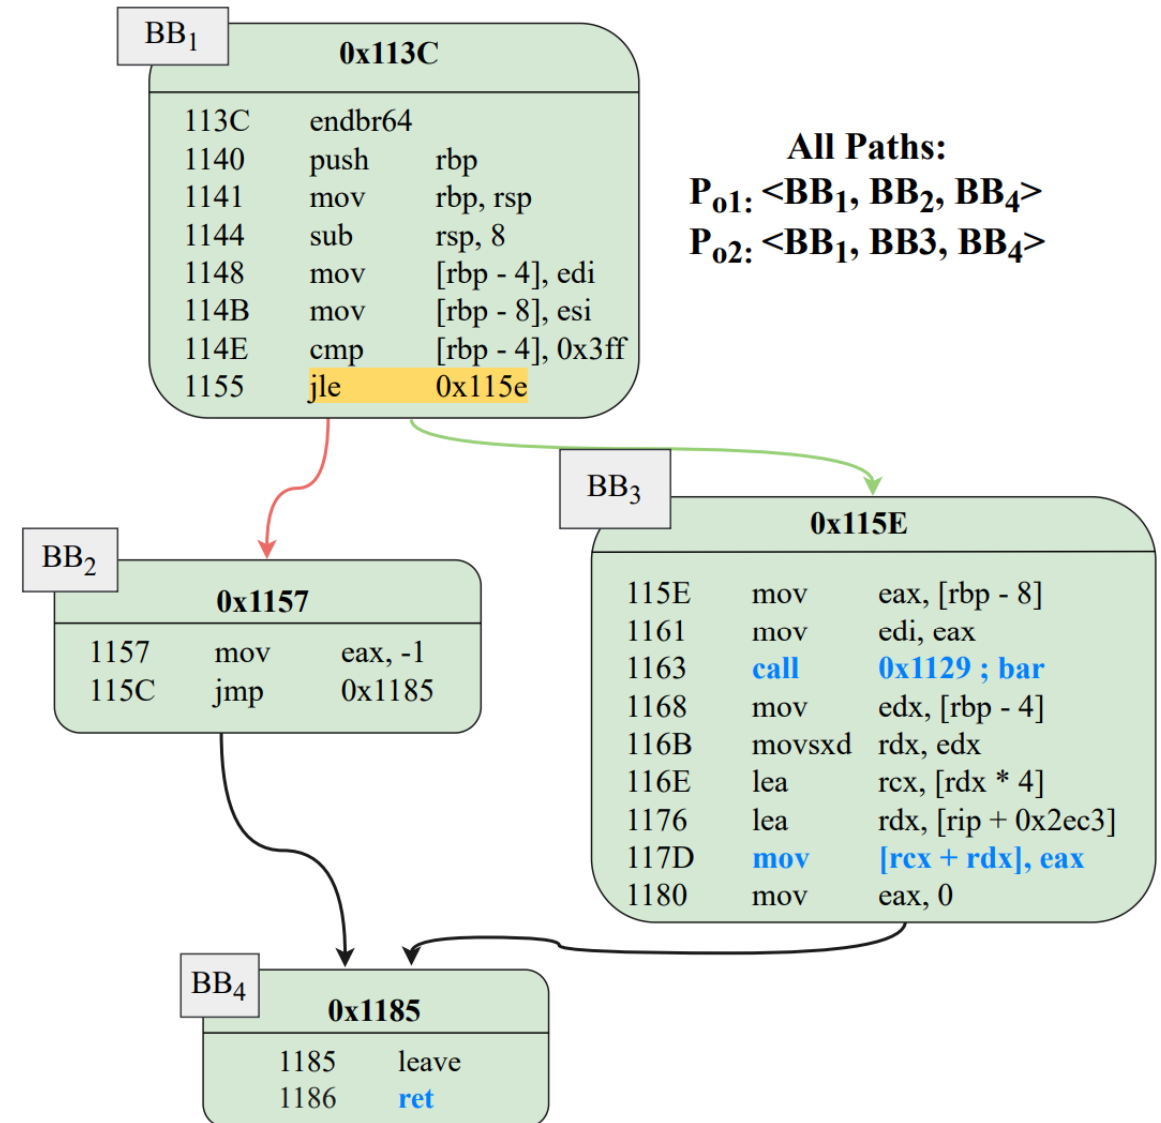 BB1
0x113C
113C endbr64
1140 push rbp
1141 mov rbp, rsp
1144 sub rsp, 8
1148 mov [rbp - 4], edi
114B mov [rbp - 8], esi
114E cmp [rbp - 4], 0x3ff
1155 jle 0x115e
All Paths:
Po1: <BB1, BB2, BB4>
Po2: <BB1, BB3, BB4>
BB2
0x1157
1157 mov eax, -1
115C jmp 0x1185
BB3
0x115E
115E mov eax, [rbp - 8]
1161 mov edi, eax
1163 call 0x1129 ; bar
1168 mov edx, [rbp - 4]
116B movsxd rdx, edx
116E lea rcx, [rdx * 4]
1176 lea rdx, [rip + 0x2ec3]
117D mov [rcx + rdx], eax
1180 mov eax, 0
BB4
0x1185
1185 leave
1186 ret